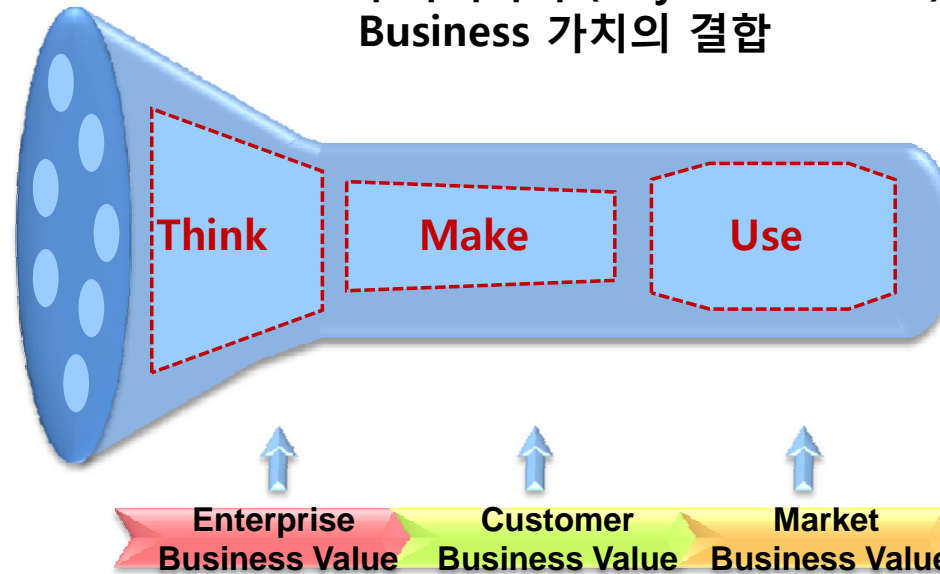 Business 가치의 결합
Think
Make
Use
Enterprise
Business Value
Customer
Business Value
Market
Business Value